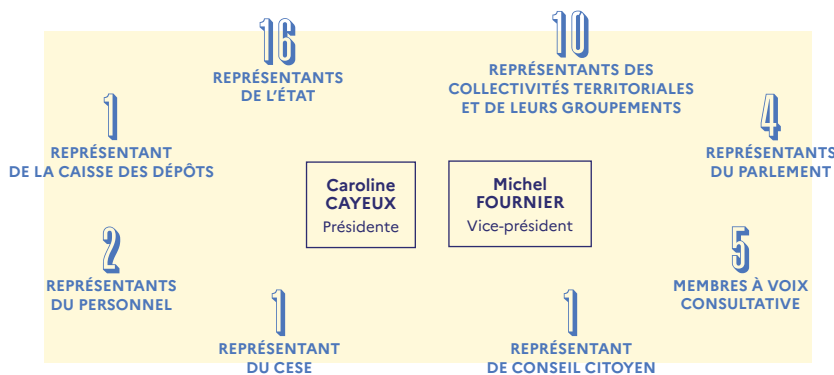 16
REPRÉSENTANTS
DE L'ÉTAT
10
REPRÉSENTANTS DES
COLLECTIVITÉS TERRITORIALES
ET DE LEURS GROUPEMENTS
1
REPRÉSENTANT
DE LA CAISSE DES DÉPÔTS
4
REPRÉSENTANTS
DU PARLEMENT
Caroline
CAYEUX
Présidente
Michel
FOURNIER
Vice-président
2
REPRÉSENTANTS
DU PERSONNEL
5
MEMBRES À VOIX
CONSULTATIVE
1
REPRÉSENTANT
DU CESE
1
REPRÉSENTANT
DE CONSEIL CITOYEN